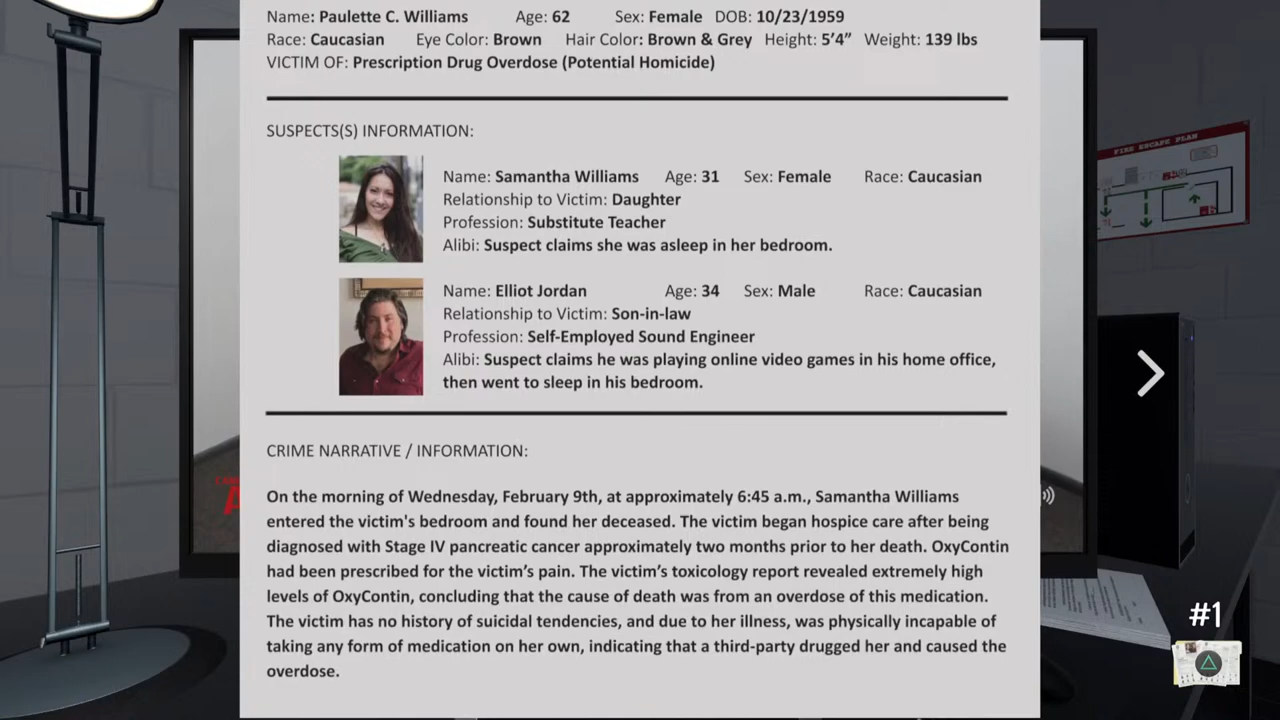 Name: Paulette C. Williams Age: 62 Sex: Female DOB: 10/23/1959
Race: Caucasian Eye Color: Brown Hair Color: Brown & Grey Height: 5'4” Weight: 139 lbs
VICTIM OF: Prescription Drug Overdose (Potential Homicide)
SUSPECTS(S) INFORMATION:
Name: Samantha Williams Age: 31 Sex: Female Race: Caucasian
Relationship to Victim: Daughter
Profession: Substitute Teacher
Alibi: Suspect claims she was asleep in her bedroom.
Name: Elliot Jordan Age: 34 Sex: Male Race: Caucasian
Relationship to Victim: Son-in-law
Profession: Self-Employed Sound Engineer
Alibi: Suspect claims he was playing online video games in his home office,
then went to sleep in his bedroom.
CRIME NARRATIVE / INFORMATION:
On the morning of Wednesday, February 9th, at approximately 6:45 a.m., Samantha Williams
entered the victim's bedroom and found her deceased. The victim began hospice care after being
diagnosed with Stage IV pancreatic cancer approximately two months prior to her death. OxyContin
had been prescribed for the victim’s pain. The victim’s toxicology report revealed extremely high
levels of OxyContin, concluding that the cause of death was from an overdose of this medication.
The victim has no history of suicidal tendencies, and due to her illness, was physically incapable of
taking any form of medication on her own, indicating that a third-party drugged her and caused the
overdose.
FIRE ESCAPE PLAN
#1